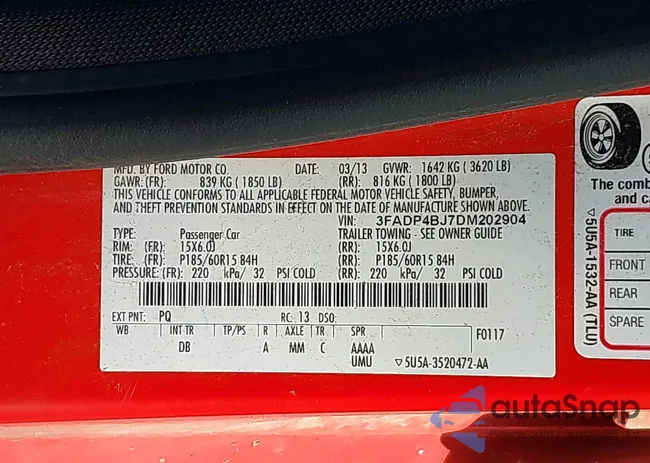 MFD. BY FORD MOTOR CO. DATE: 03/13 GVWR: 1642 KG ( 3620 LB)
GAWR: (FR): 839 KG ( 1850 LB) (RR): 816 KG ( 1800 LB)
THIS VEHICLE CONFORMS TO ALL APPLICABLE FEDERAL MOTOR VEHICLE SAFETY, BUMPER,
AND THEFT PREVENTION STANDARDS IN EFFECT ON THE DATE OF MANUFACTURE SHOWN ABOVE.
VIN: 3FADP4BJ7DM202904
TYPE: Passenger Car TRAILER TOWING - SEE OWNER GUIDE
RIM: (FR): 15X6.0J (RR): 15X6.0J
TIRE: (FR): P185/60R15 84H (RR): P185/60R15 84H
PRESSURE: (FR): 220 kPa/ 32 PSI COLD (RR): 220 kPa/ 32 PSI COLD
EXT PNT: PQ RC: 13 DSO:
WB INT TR TP/PS R AXLE TR SPR F0117
DB A MM C AAAA
UMU ▽5U5A-3520472-AA
The comb
and ca
TIRE
FRONT
REAR
SPARE
▽5U5A-1532-AA (TLU)
autoSnap